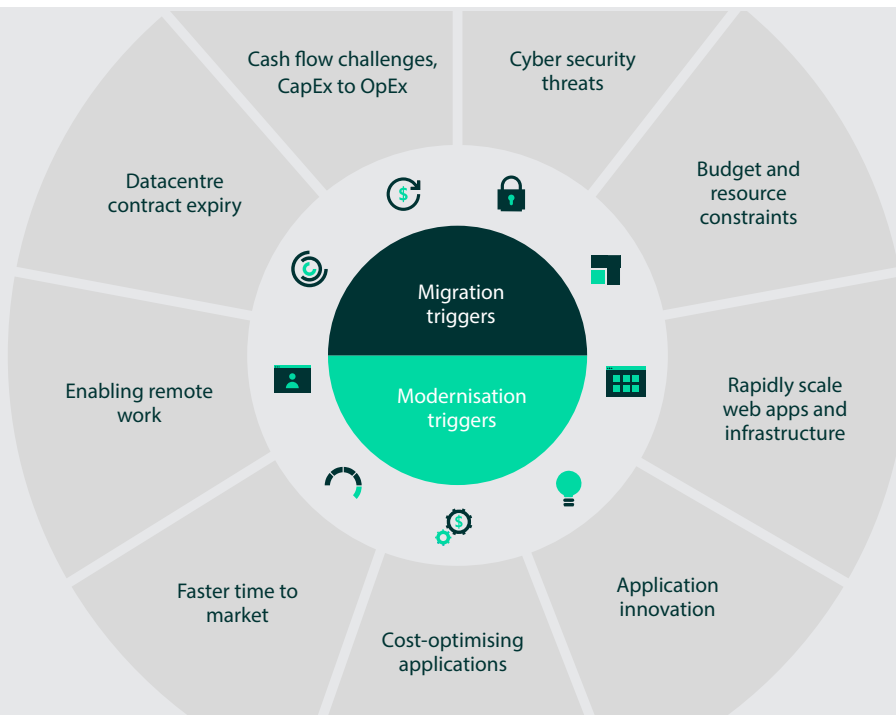 Cash flow challenges,
CapEx to OpEx
Cyber security
threats
Budget and
resource
constraints
Datacentre
contract expiry
$
Migration
triggers
Modernisation
triggers
Enabling remote
work
Rapidly scale
web apps and
infrastructure
$
Faster time to
market
Application
innovation
Cost-optimising
applications